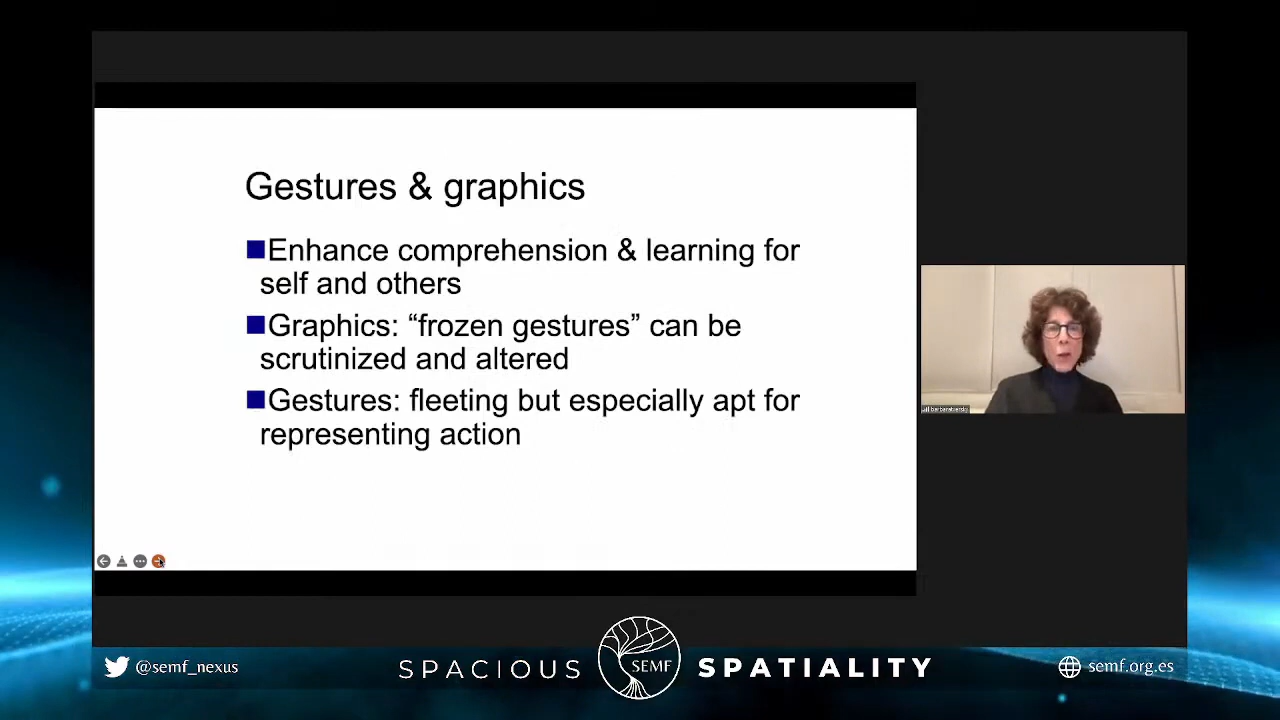 Gestures & graphics
Enhance comprehension & learning for
self and others
Graphics: “frozen gestures” can be
scrutinized and altered
Gestures: fleeting but especially apt for
representing action
@semf_nexus
SPACIOUS
SEMF
SPATIALITY
semf.org.es